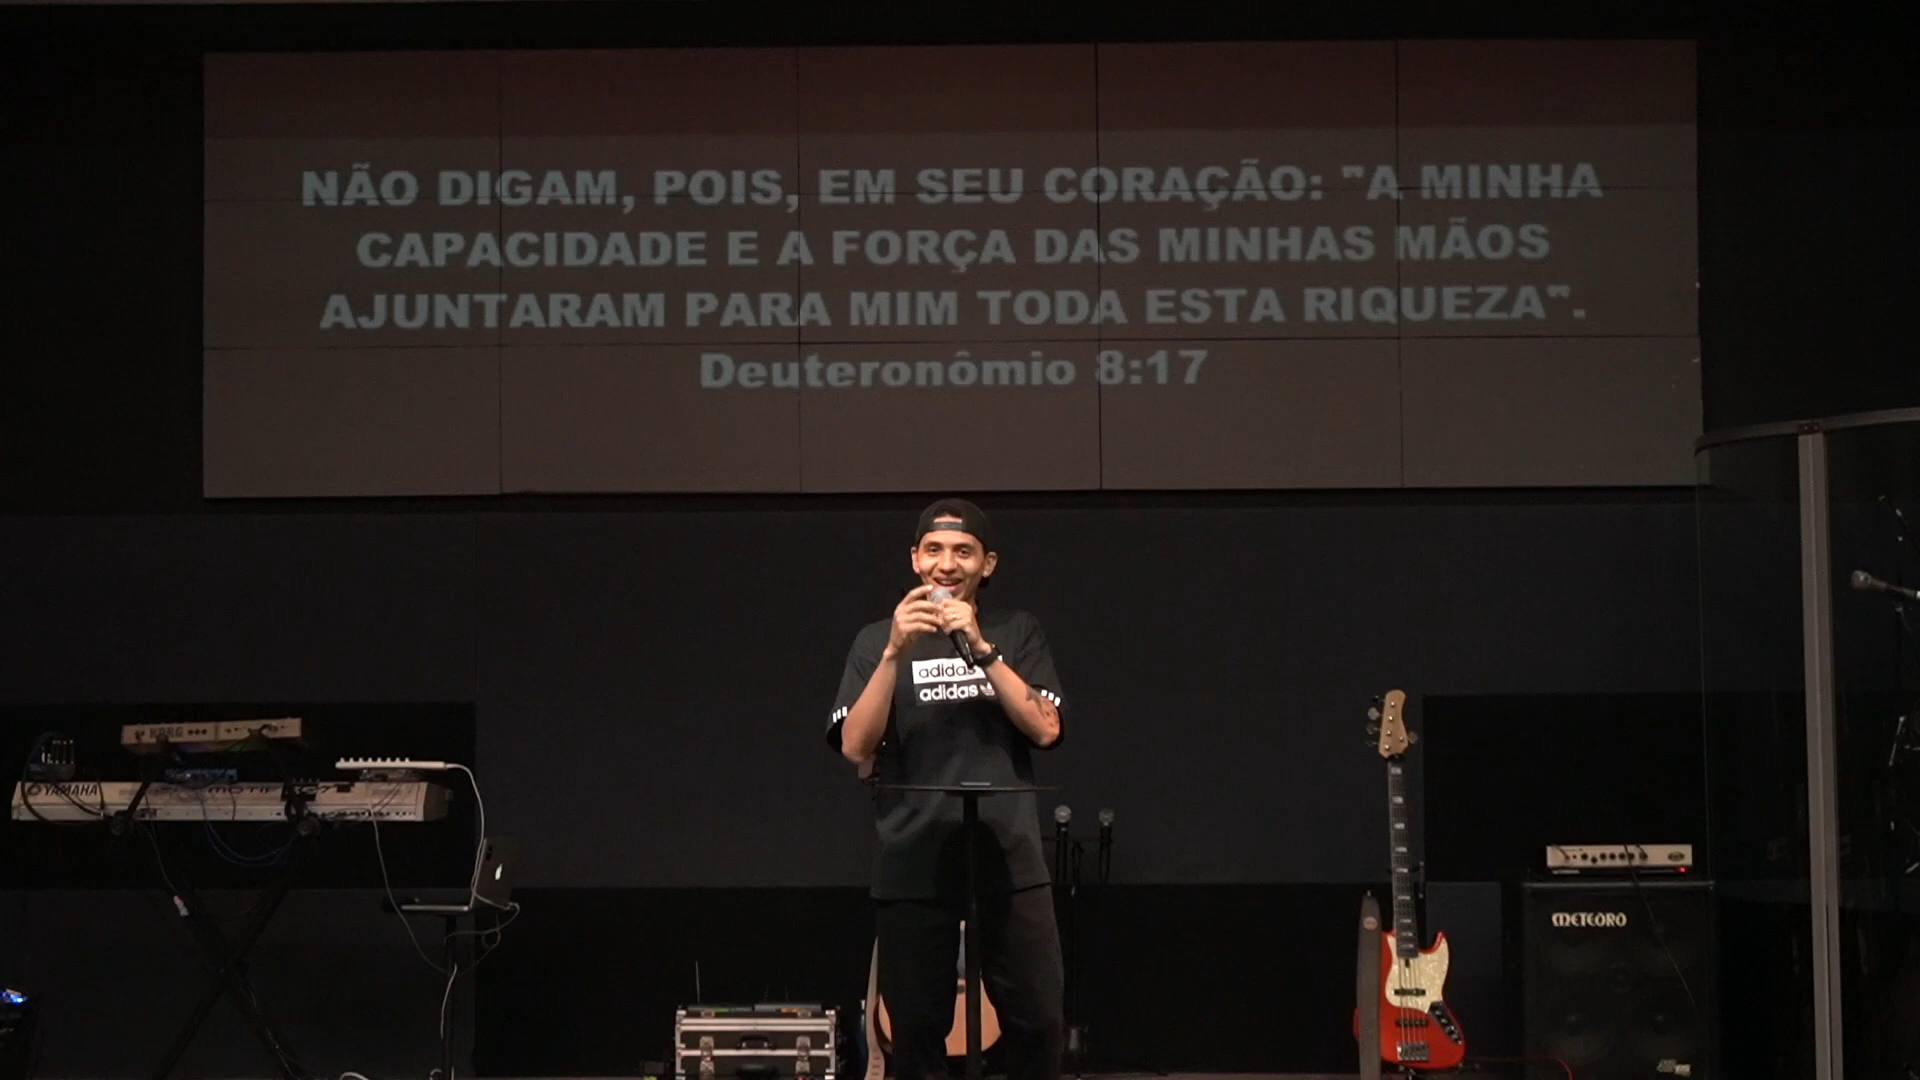 NÃO DIGAM, POIS, EM SEU CORAÇÃO: "A MINHA
CAPACIDADE E A FORÇA DAS MINHAS MÃOS
AJUNTARAM PARA MIM TODA ESTA RIQUEZA".
Deuteronômio 8:17
adidas
adidas
KORG
YAMAHA
METEORO